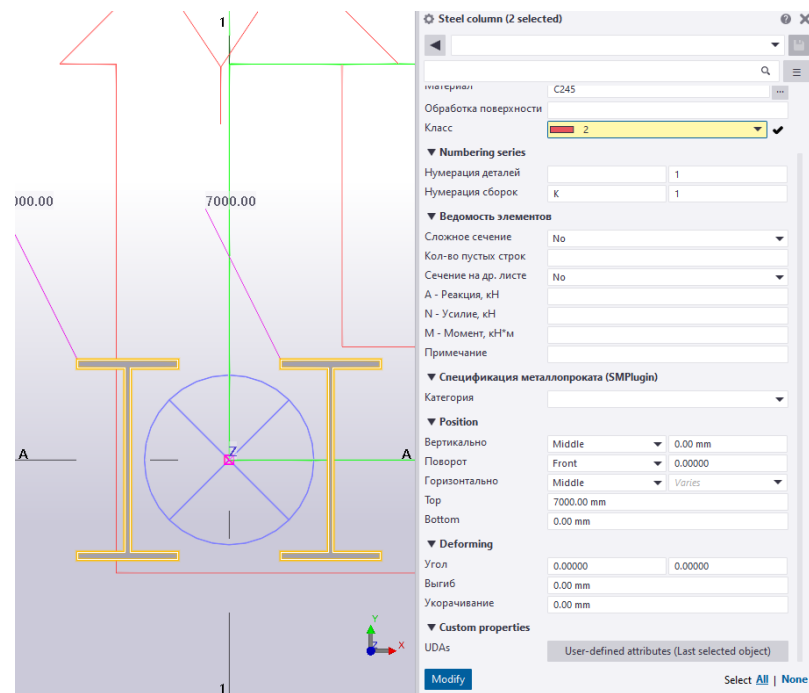 Steel column (2 selected)
Материал С245
Обработка поверхности
Класс 2
Numbering series
Нумерация деталей 1
Нумерация сборок К 1
Ведомость элементов
Сложное сечение No
Кол-во пустых строк
Сечение на др. листе No
A - Реакция, кН
N - Усилие, кН
M - Момент, кН*м
Примечание
Спецификация металлопроката (SMPlugin)
Категория
Position
Вертикально Middle 0.00 mm
Поворот Front 0.00000
Горизонтально Middle Varies
Top 7000.00 mm
Bottom 0.00 mm
Deforming
Угол 0.00000 0.00000
Выгиб 0.00 mm
Укорачивание 0.00 mm
Custom properties
UDAs User-defined attributes (Last selected object)
Modify Select All | None
1
000.00 7000.00
A Z A
Y
Z X
1